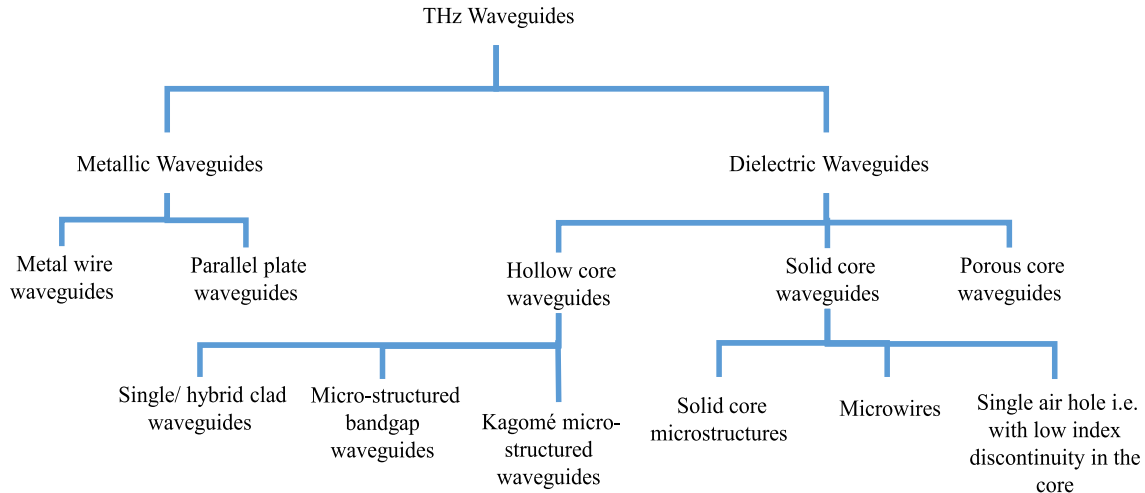 THz Waveguides
Metallic Waveguides
Dielectric Waveguides
Metal wire
waveguides
Parallel plate
waveguides
Hollow core
waveguides
Solid core
waveguides
Porous core
waveguides
Single/ hybrid clad
waveguides
Micro-structured
bandgap
waveguides
Kagomé micro-
structured
waveguides
Solid core
microstructures
Microwires
Single air hole i.e.
with low index
discontinuity in the
core